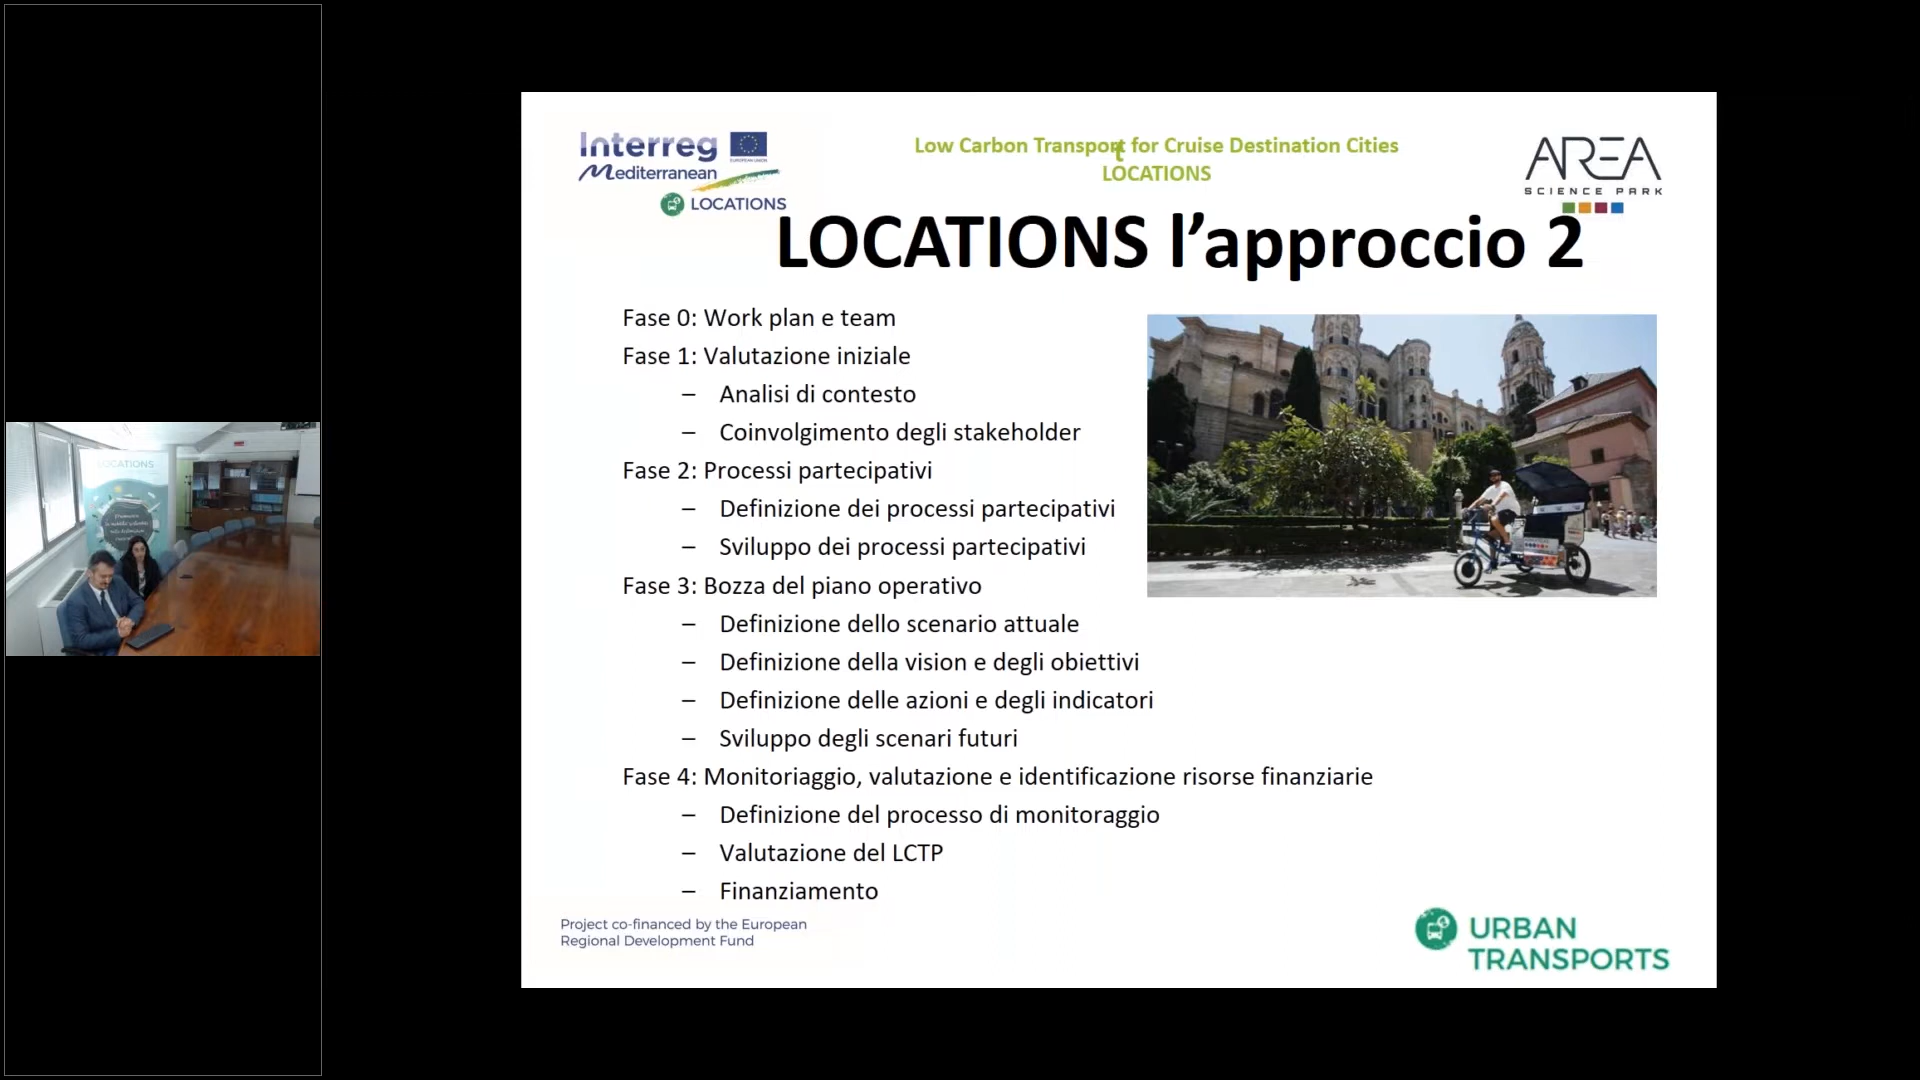 LOCATIONS
Interreg
EUROPEAN UNION
Mediterranean
LOCATIONS
Low Carbon Transport for Cruise Destination Cities
LOCATIONS
AREA
SCIENCE PARK
LOCATIONS l’approccio 2
Fase 0: Work plan e team
Fase 1: Valutazione iniziale
– Analisi di contesto
– Coinvolgimento degli stakeholder
Fase 2: Processi partecipativi
– Definizione dei processi partecipativi
– Sviluppo dei processi partecipativi
Fase 3: Bozza del piano operativo
– Definizione dello scenario attuale
– Definizione della vision e degli obiettivi
– Definizione delle azioni e degli indicatori
– Sviluppo degli scenari futuri
Fase 4: Monitoriaggio, valutazione e identificazione risorse finanziarie
– Definizione del processo di monitoraggio
– Valutazione del LCTP
– Finanziamento
Project co-financed by the European
Regional Development Fund
URBAN
TRANSPORTS